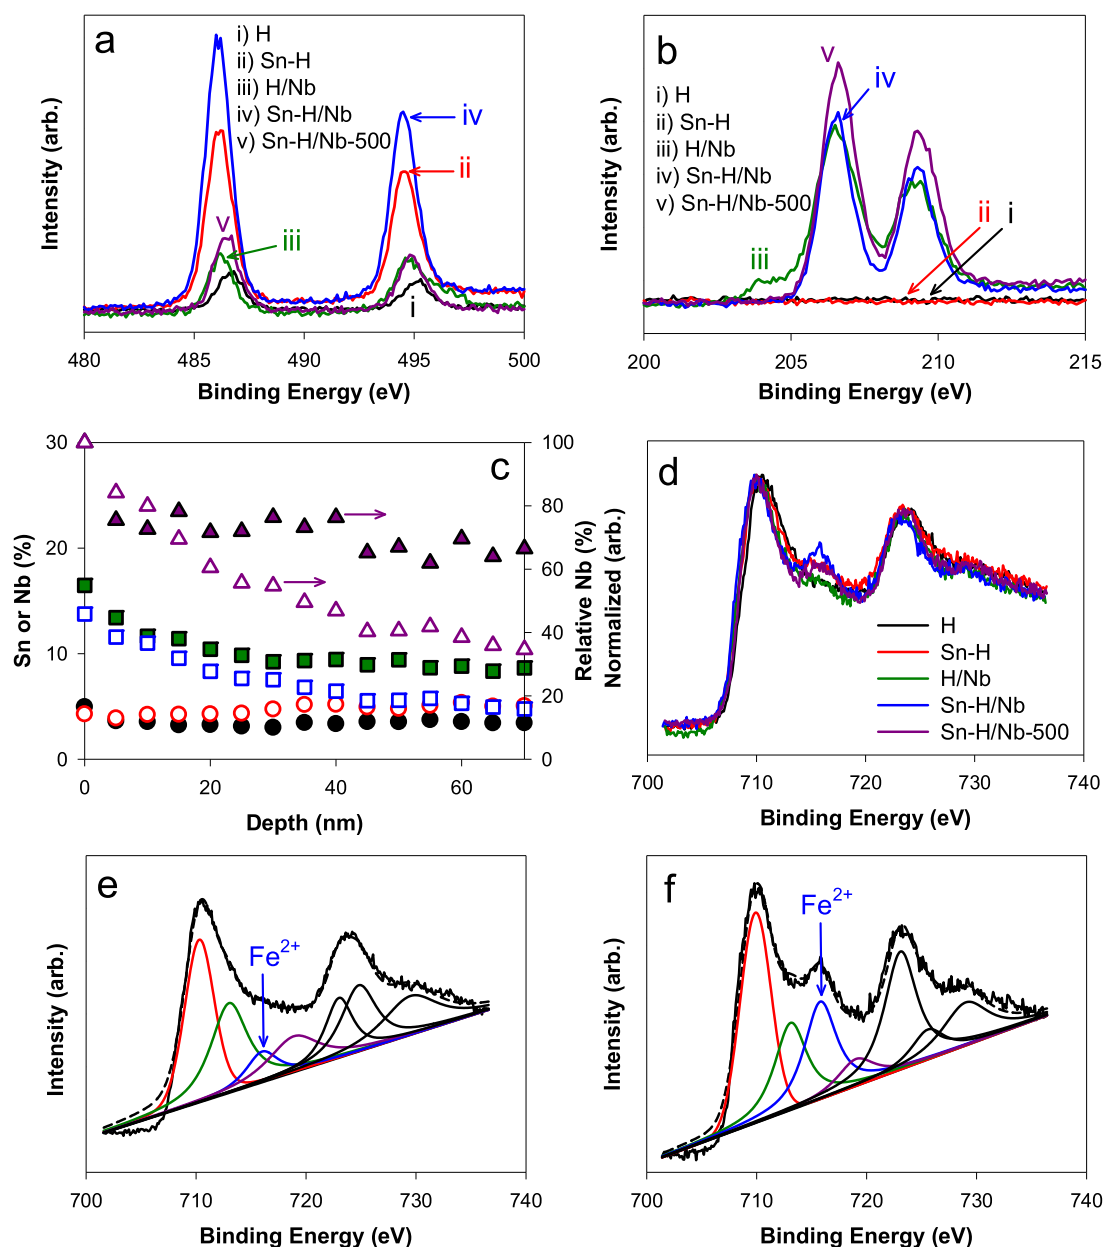 a
i) H
ii) Sn-H
iii) H/Nb
iv) Sn-H/Nb
v) Sn-H/Nb-500
iv
ii
v
iii
i
Intensity (arb.)
480 485 490 495 500
Binding Energy (eV)
b
v
iv
i) H
ii) Sn-H
iii) H/Nb
iv) Sn-H/Nb
v) Sn-H/Nb-500
ii
i
iii
Intensity (arb.)
200 205 210 215
Binding Energy (eV)
c
30
20
10
0
Sn or Nb (%)
100
80
60
40
20
0
Relative Nb (%)
0 20 40 60
Depth (nm)
d
Normalized (arb.)
H
Sn-H
H/Nb
Sn-H/Nb
Sn-H/Nb-500
700 710 720 730 740
Binding Energy (eV)
e
Fe2+
Intensity (arb.)
700 710 720 730 740
Binding Energy (eV)
f
Fe2+
Intensity (arb.)
700 710 720 730 740
Binding Energy (eV)